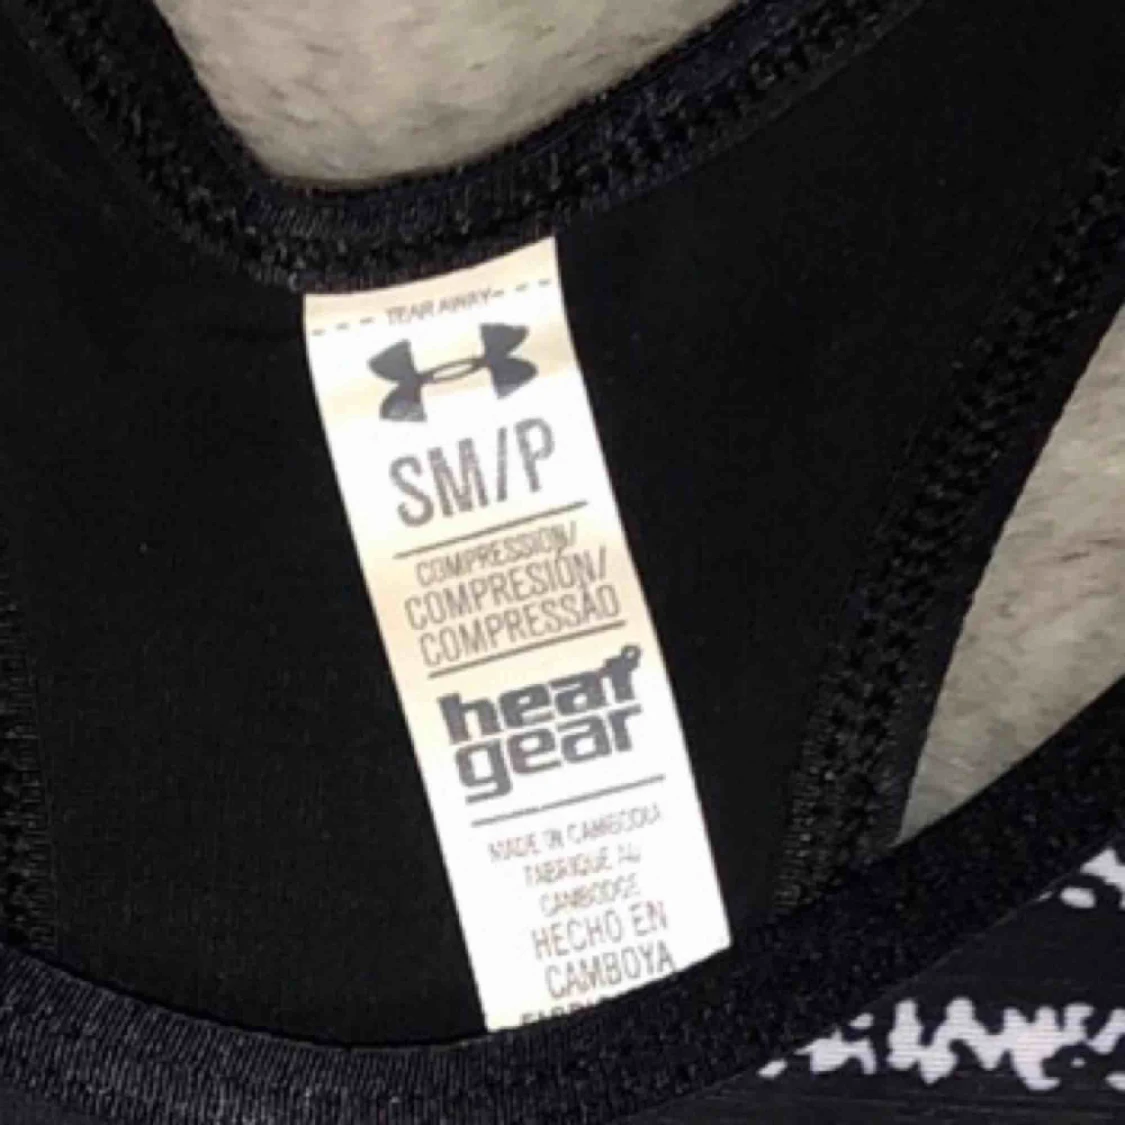 - - - TEAR AWAY - - -
SM/P
COMPRESSION/
COMPRESIÓN/
COMPRESSÃO
heat
gear
MADE IN CAMBODIA
FABRIQUÉ AU
CAMBODGE
HECHO EN
CAMBOYA